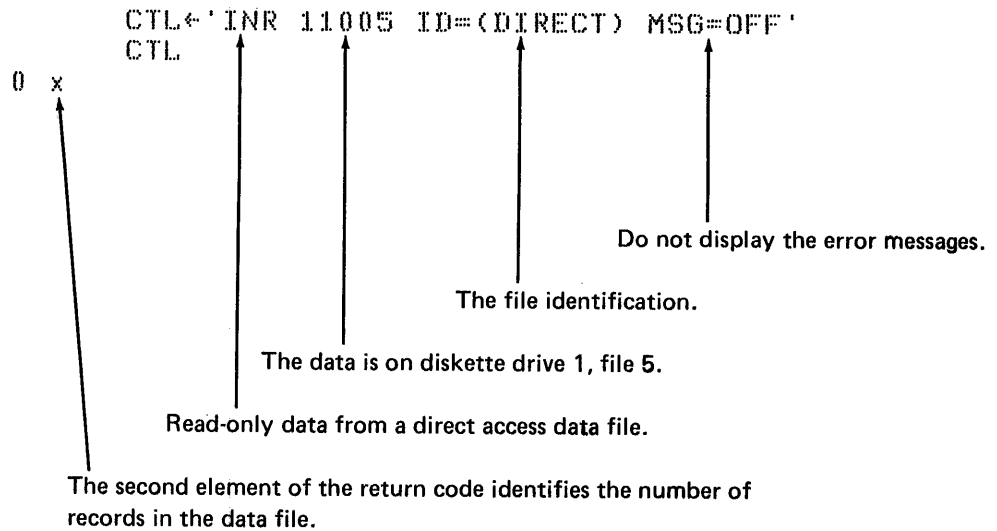 CTL←'INR 11005 ID=(DIRECT) MSG=OFF'
CTL
0 x
Do not display the error messages.
The file identification.
The data is on diskette drive 1, file 5.
Read-only data from a direct access data file.
The second element of the return code identifies the number of
records in the data file.